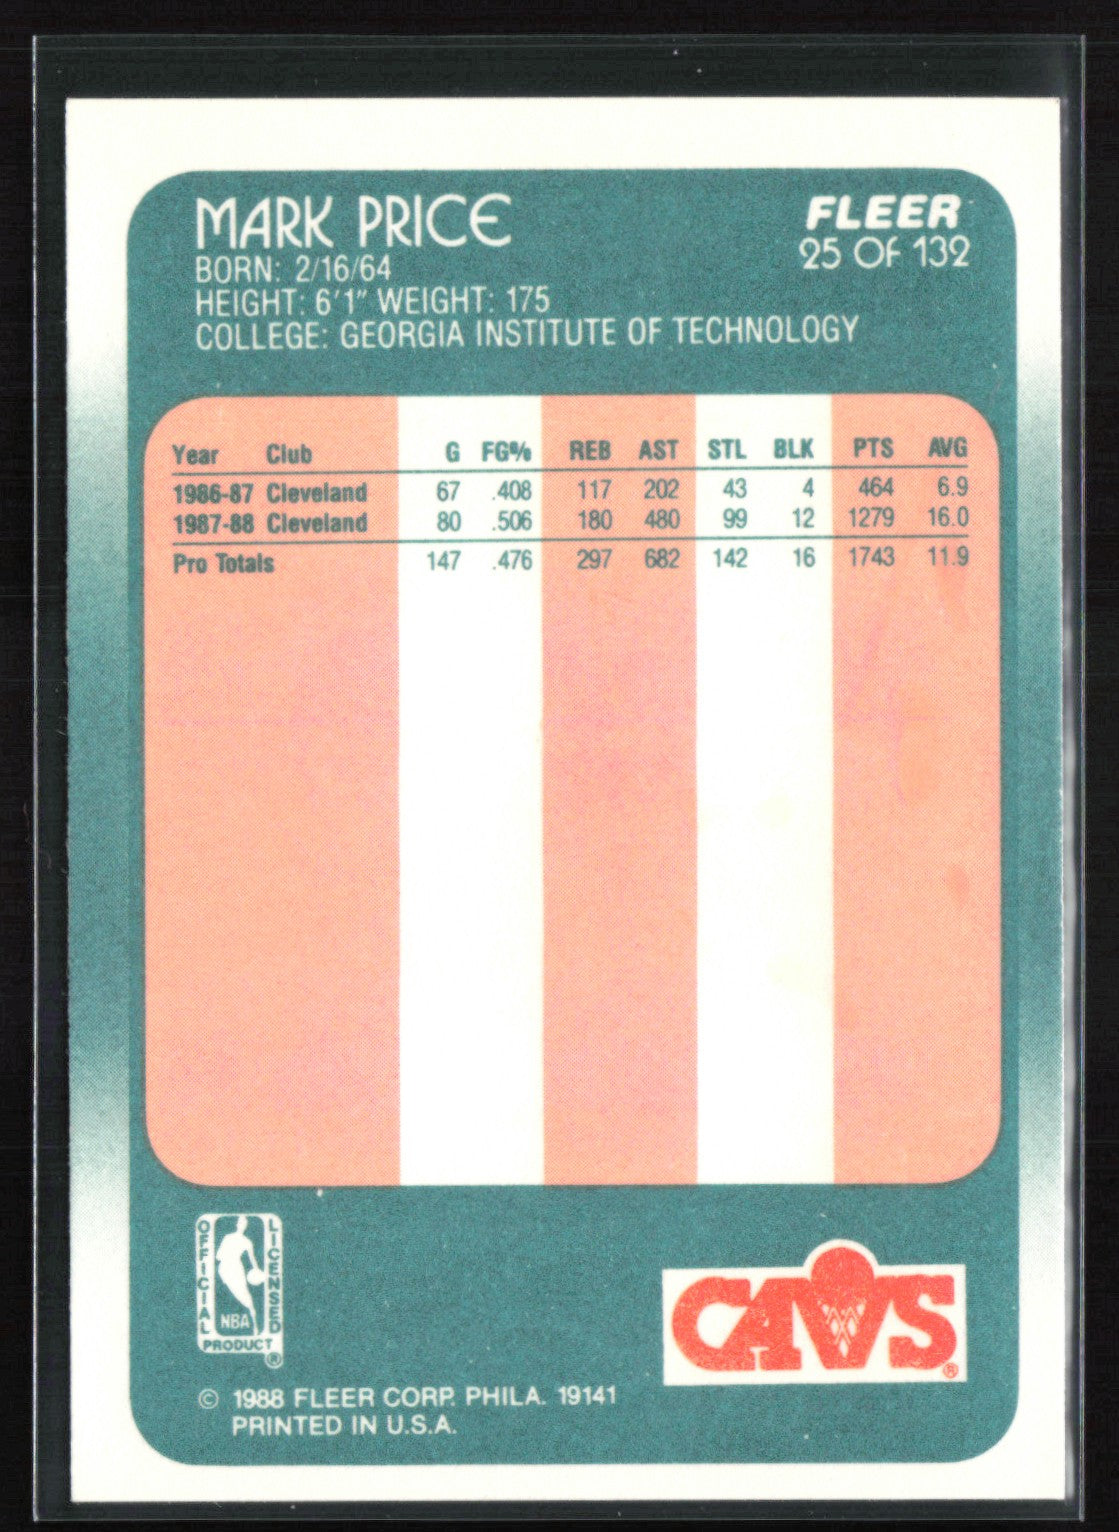 MARK PRICE
FLEER
25 OF 132
BORN: 2/16/64
HEIGHT: 6'1" WEIGHT: 175
COLLEGE: GEORGIA INSTITUTE OF TECHNOLOGY
Year Club G FG% REB AST STL BLK PTS AVG
1986-87 Cleveland 67 .408 117 202 43 4 464 6.9
1987-88 Cleveland 80 .506 180 480 99 12 1279 16.0
Pro Totals 147 .476 297 682 142 16 1743 11.9
OFFICIAL
LICENSED
NBA
PRODUCT ®
CAVS ®
© 1988 FLEER CORP. PHILA. 19141
PRINTED IN U.S.A.